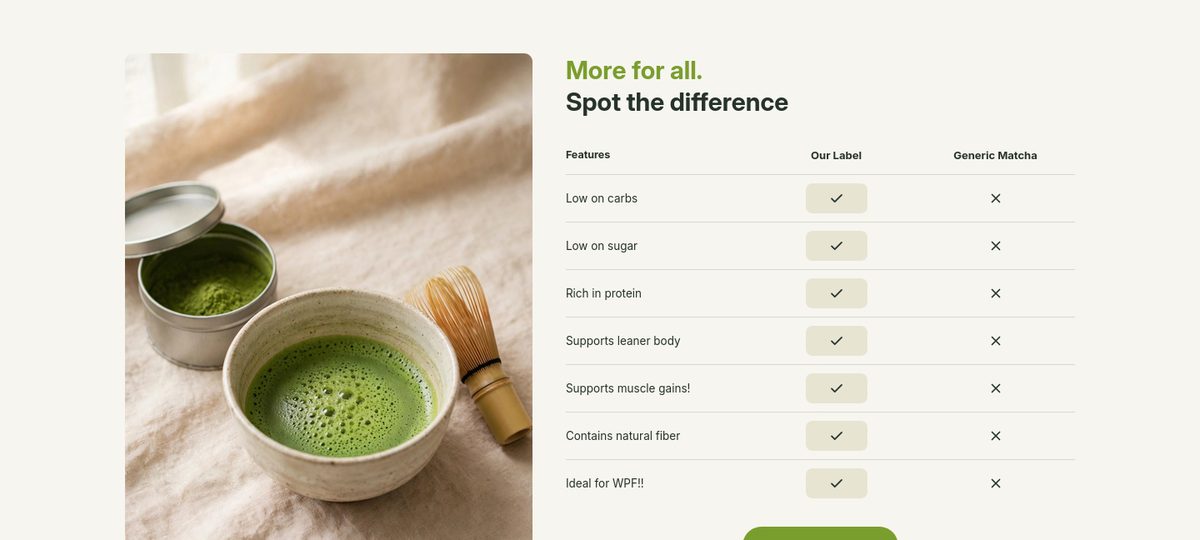 More for all.
Spot the difference
Features Our Label Generic Matcha
Low on carbs
Low on sugar
Rich in protein
Supports leaner body
Supports muscle gains!
Contains natural fiber
Ideal for WPF!!